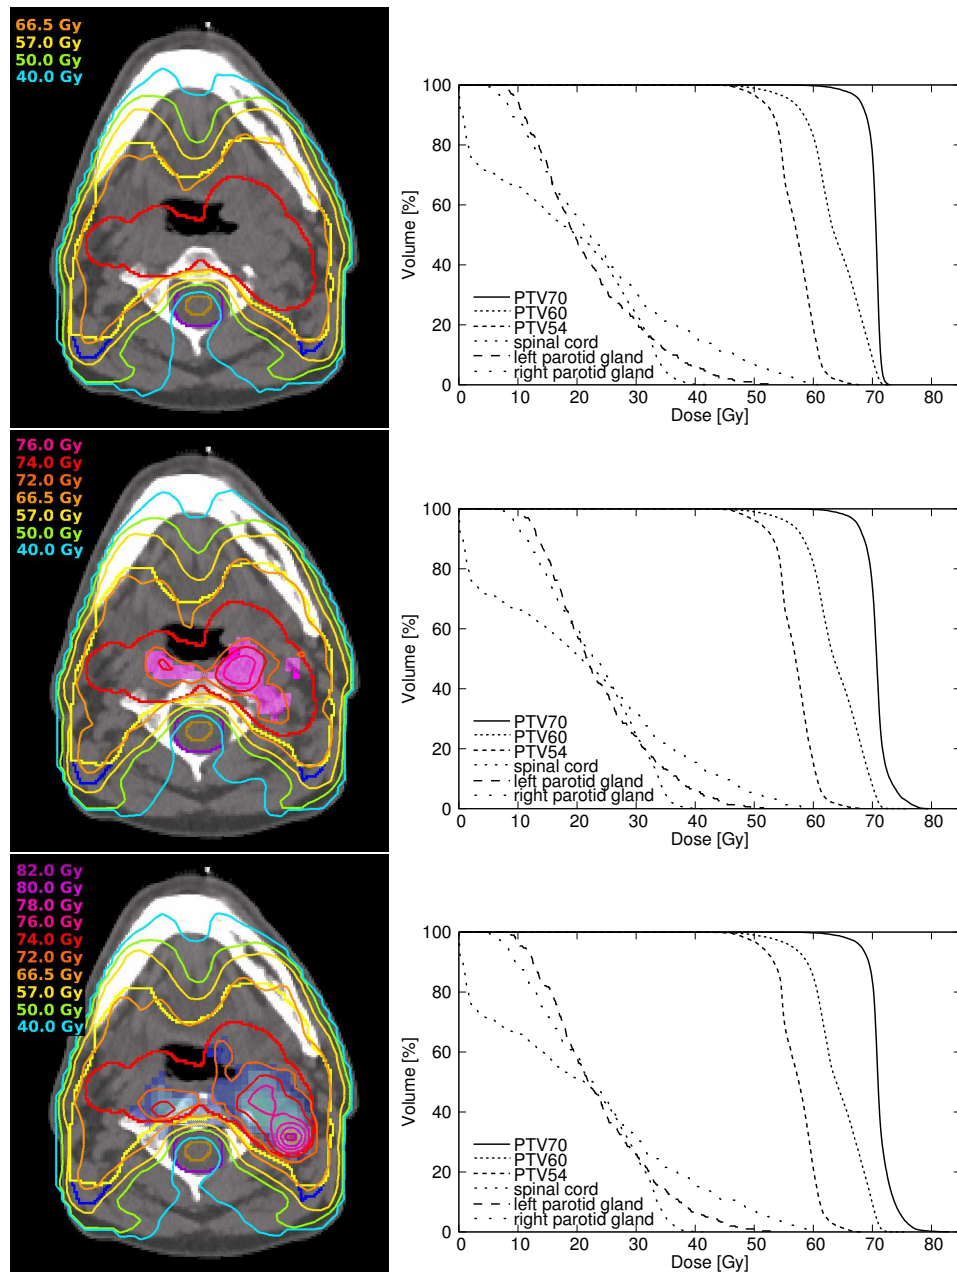 66.5 Gy
57.0 Gy
50.0 Gy
40.0 Gy
100
80
60
40
20
0
Volume [%]
PTV70
PTV60
PTV54
spinal cord
left parotid gland
right parotid gland
0 10 20 30 40 50 60 70 80
Dose [Gy]
76.0 Gy
74.0 Gy
72.0 Gy
66.5 Gy
57.0 Gy
50.0 Gy
40.0 Gy
100
80
60
40
20
0
Volume [%]
PTV70
PTV60
PTV54
spinal cord
left parotid gland
right parotid gland
0 10 20 30 40 50 60 70 80
Dose [Gy]
82.0 Gy
80.0 Gy
78.0 Gy
76.0 Gy
74.0 Gy
72.0 Gy
66.5 Gy
57.0 Gy
50.0 Gy
40.0 Gy
100
80
60
40
20
0
Volume [%]
PTV70
PTV60
PTV54
spinal cord
left parotid gland
right parotid gland
0 10 20 30 40 50 60 70 80
Dose [Gy]